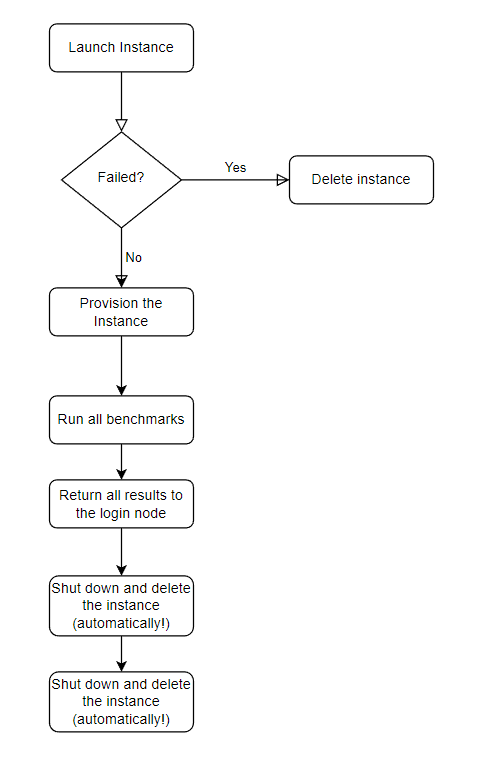 Launch Instance
Failed?
Yes
Delete instance
No
Provision the
Instance
Run all benchmarks
Return all results to
the login node
Shut down and delete
the instance
(automatically!)
Shut down and delete
the instance
(automatically!)